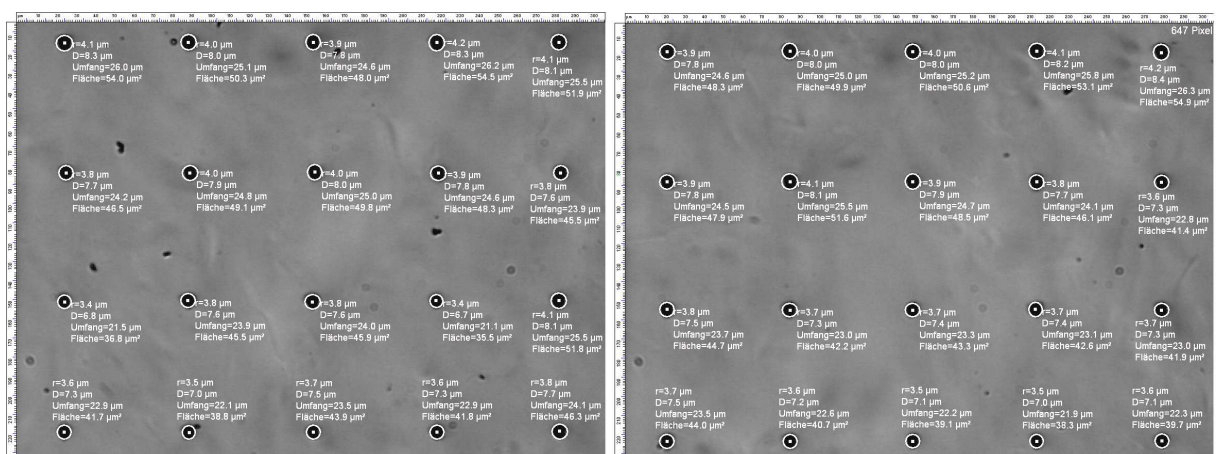 647 Pixel
r=4.1 µm
D=8.3 µm
Umfang=26.0 µm
Fläche=54.0 µm²
r=4.0 µm
D=8.0 µm
Umfang=25.1 µm
Fläche=50.3 µm²
r=3.9 µm
D=7.8 µm
Umfang=24.6 µm
Fläche=48.0 µm²
r=4.2 µm
D=8.3 µm
Umfang=26.2 µm
Fläche=54.5 µm²
r=4.1 µm
D=8.1 µm
Umfang=25.5 µm
Fläche=51.9 µm²
r=3.8 µm
D=7.7 µm
Umfang=24.2 µm
Fläche=46.5 µm²
r=4.0 µm
D=7.9 µm
Umfang=24.8 µm
Fläche=49.1 µm²
r=4.0 µm
D=8.0 µm
Umfang=25.0 µm
Fläche=49.8 µm²
r=3.9 µm
D=7.8 µm
Umfang=24.6 µm
Fläche=48.3 µm²
r=3.8 µm
D=7.6 µm
Umfang=23.9 µm
Fläche=45.5 µm²
r=3.4 µm
D=6.8 µm
Umfang=21.5 µm
Fläche=36.8 µm²
r=3.8 µm
D=7.6 µm
Umfang=23.9 µm
Fläche=45.5 µm²
r=3.8 µm
D=7.6 µm
Umfang=24.0 µm
Fläche=45.9 µm²
r=3.4 µm
D=6.7 µm
Umfang=21.1 µm
Fläche=35.5 µm²
r=4.1 µm
D=8.1 µm
Umfang=25.5 µm
Fläche=51.8 µm²
r=3.6 µm
D=7.3 µm
Umfang=22.9 µm
Fläche=41.7 µm²
r=3.5 µm
D=7.0 µm
Umfang=22.1 µm
Fläche=38.8 µm²
r=3.7 µm
D=7.5 µm
Umfang=23.5 µm
Fläche=43.9 µm²
r=3.6 µm
D=7.3 µm
Umfang=22.9 µm
Fläche=41.8 µm²
r=3.8 µm
D=7.7 µm
Umfang=24.1 µm
Fläche=46.3 µm²
r=3.9 µm
D=7.8 µm
Umfang=24.6 µm
Fläche=48.3 µm²
r=4.0 µm
D=8.0 µm
Umfang=25.0 µm
Fläche=49.9 µm²
r=4.0 µm
D=8.0 µm
Umfang=25.2 µm
Fläche=50.6 µm²
r=4.1 µm
D=8.2 µm
Umfang=25.8 µm
Fläche=53.1 µm²
r=4.2 µm
D=8.4 µm
Umfang=26.3 µm
Fläche=54.9 µm²
r=3.9 µm
D=7.8 µm
Umfang=24.5 µm
Fläche=47.9 µm²
r=4.1 µm
D=8.1 µm
Umfang=25.5 µm
Fläche=51.6 µm²
r=3.9 µm
D=7.9 µm
Umfang=24.7 µm
Fläche=48.5 µm²
r=3.8 µm
D=7.7 µm
Umfang=24.1 µm
Fläche=46.1 µm²
r=3.6 µm
D=7.3 µm
Umfang=22.8 µm
Fläche=41.4 µm²
r=3.8 µm
D=7.5 µm
Umfang=23.7 µm
Fläche=44.7 µm²
r=3.7 µm
D=7.3 µm
Umfang=23.0 µm
Fläche=42.2 µm²
r=3.7 µm
D=7.4 µm
Umfang=23.3 µm
Fläche=43.3 µm²
r=3.7 µm
D=7.4 µm
Umfang=23.1 µm
Fläche=42.6 µm²
r=3.7 µm
D=7.3 µm
Umfang=23.0 µm
Fläche=41.9 µm²
r=3.7 µm
D=7.5 µm
Umfang=23.5 µm
Fläche=44.0 µm²
r=3.6 µm
D=7.2 µm
Umfang=22.6 µm
Fläche=40.7 µm²
r=3.5 µm
D=7.1 µm
Umfang=22.2 µm
Fläche=39.1 µm²
r=3.5 µm
D=7.0 µm
Umfang=21.9 µm
Fläche=38.3 µm²
r=3.6 µm
D=7.1 µm
Umfang=22.3 µm
Fläche=39.7 µm²